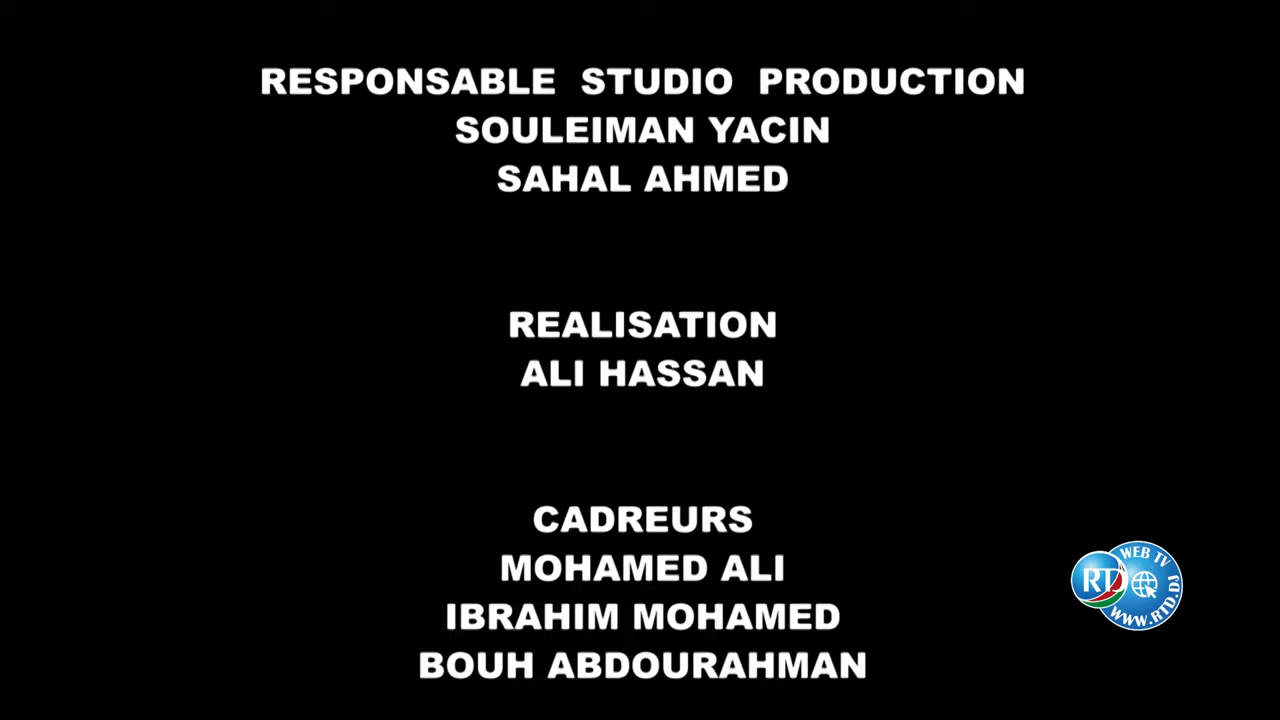 RESPONSABLE STUDIO PRODUCTION
SOULEIMAN YACIN
SAHAL AHMED
REALISATION
ALI HASSAN
CADREURS
MOHAMED ALI
IBRAHIM MOHAMED
BOUH ABDOURAHMAN
WEB TV
RTD
WWW.RTD.DJ